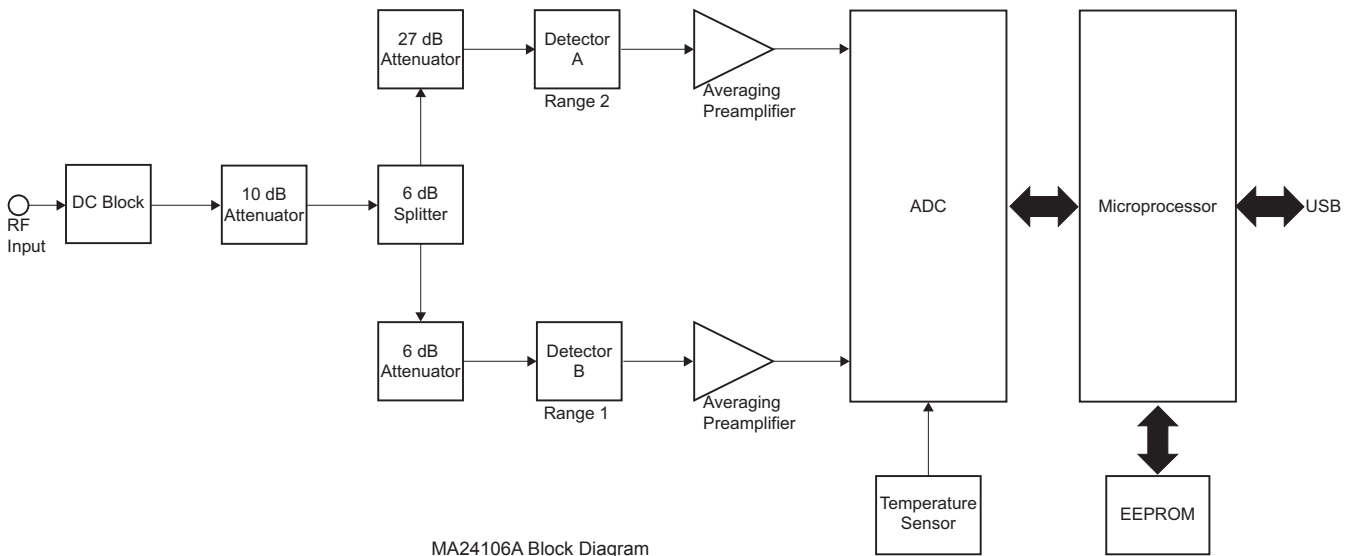 27 dB
Attenuator
Detector
A
Range 2
Averaging
Preamplifier
RF
Input
DC Block
10 dB
Attenuator
6 dB
Splitter
ADC
Microprocessor
USB
6 dB
Attenuator
Detector
B
Range 1
Averaging
Preamplifier
Temperature
Sensor
EEPROM
MA24106A Block Diagram